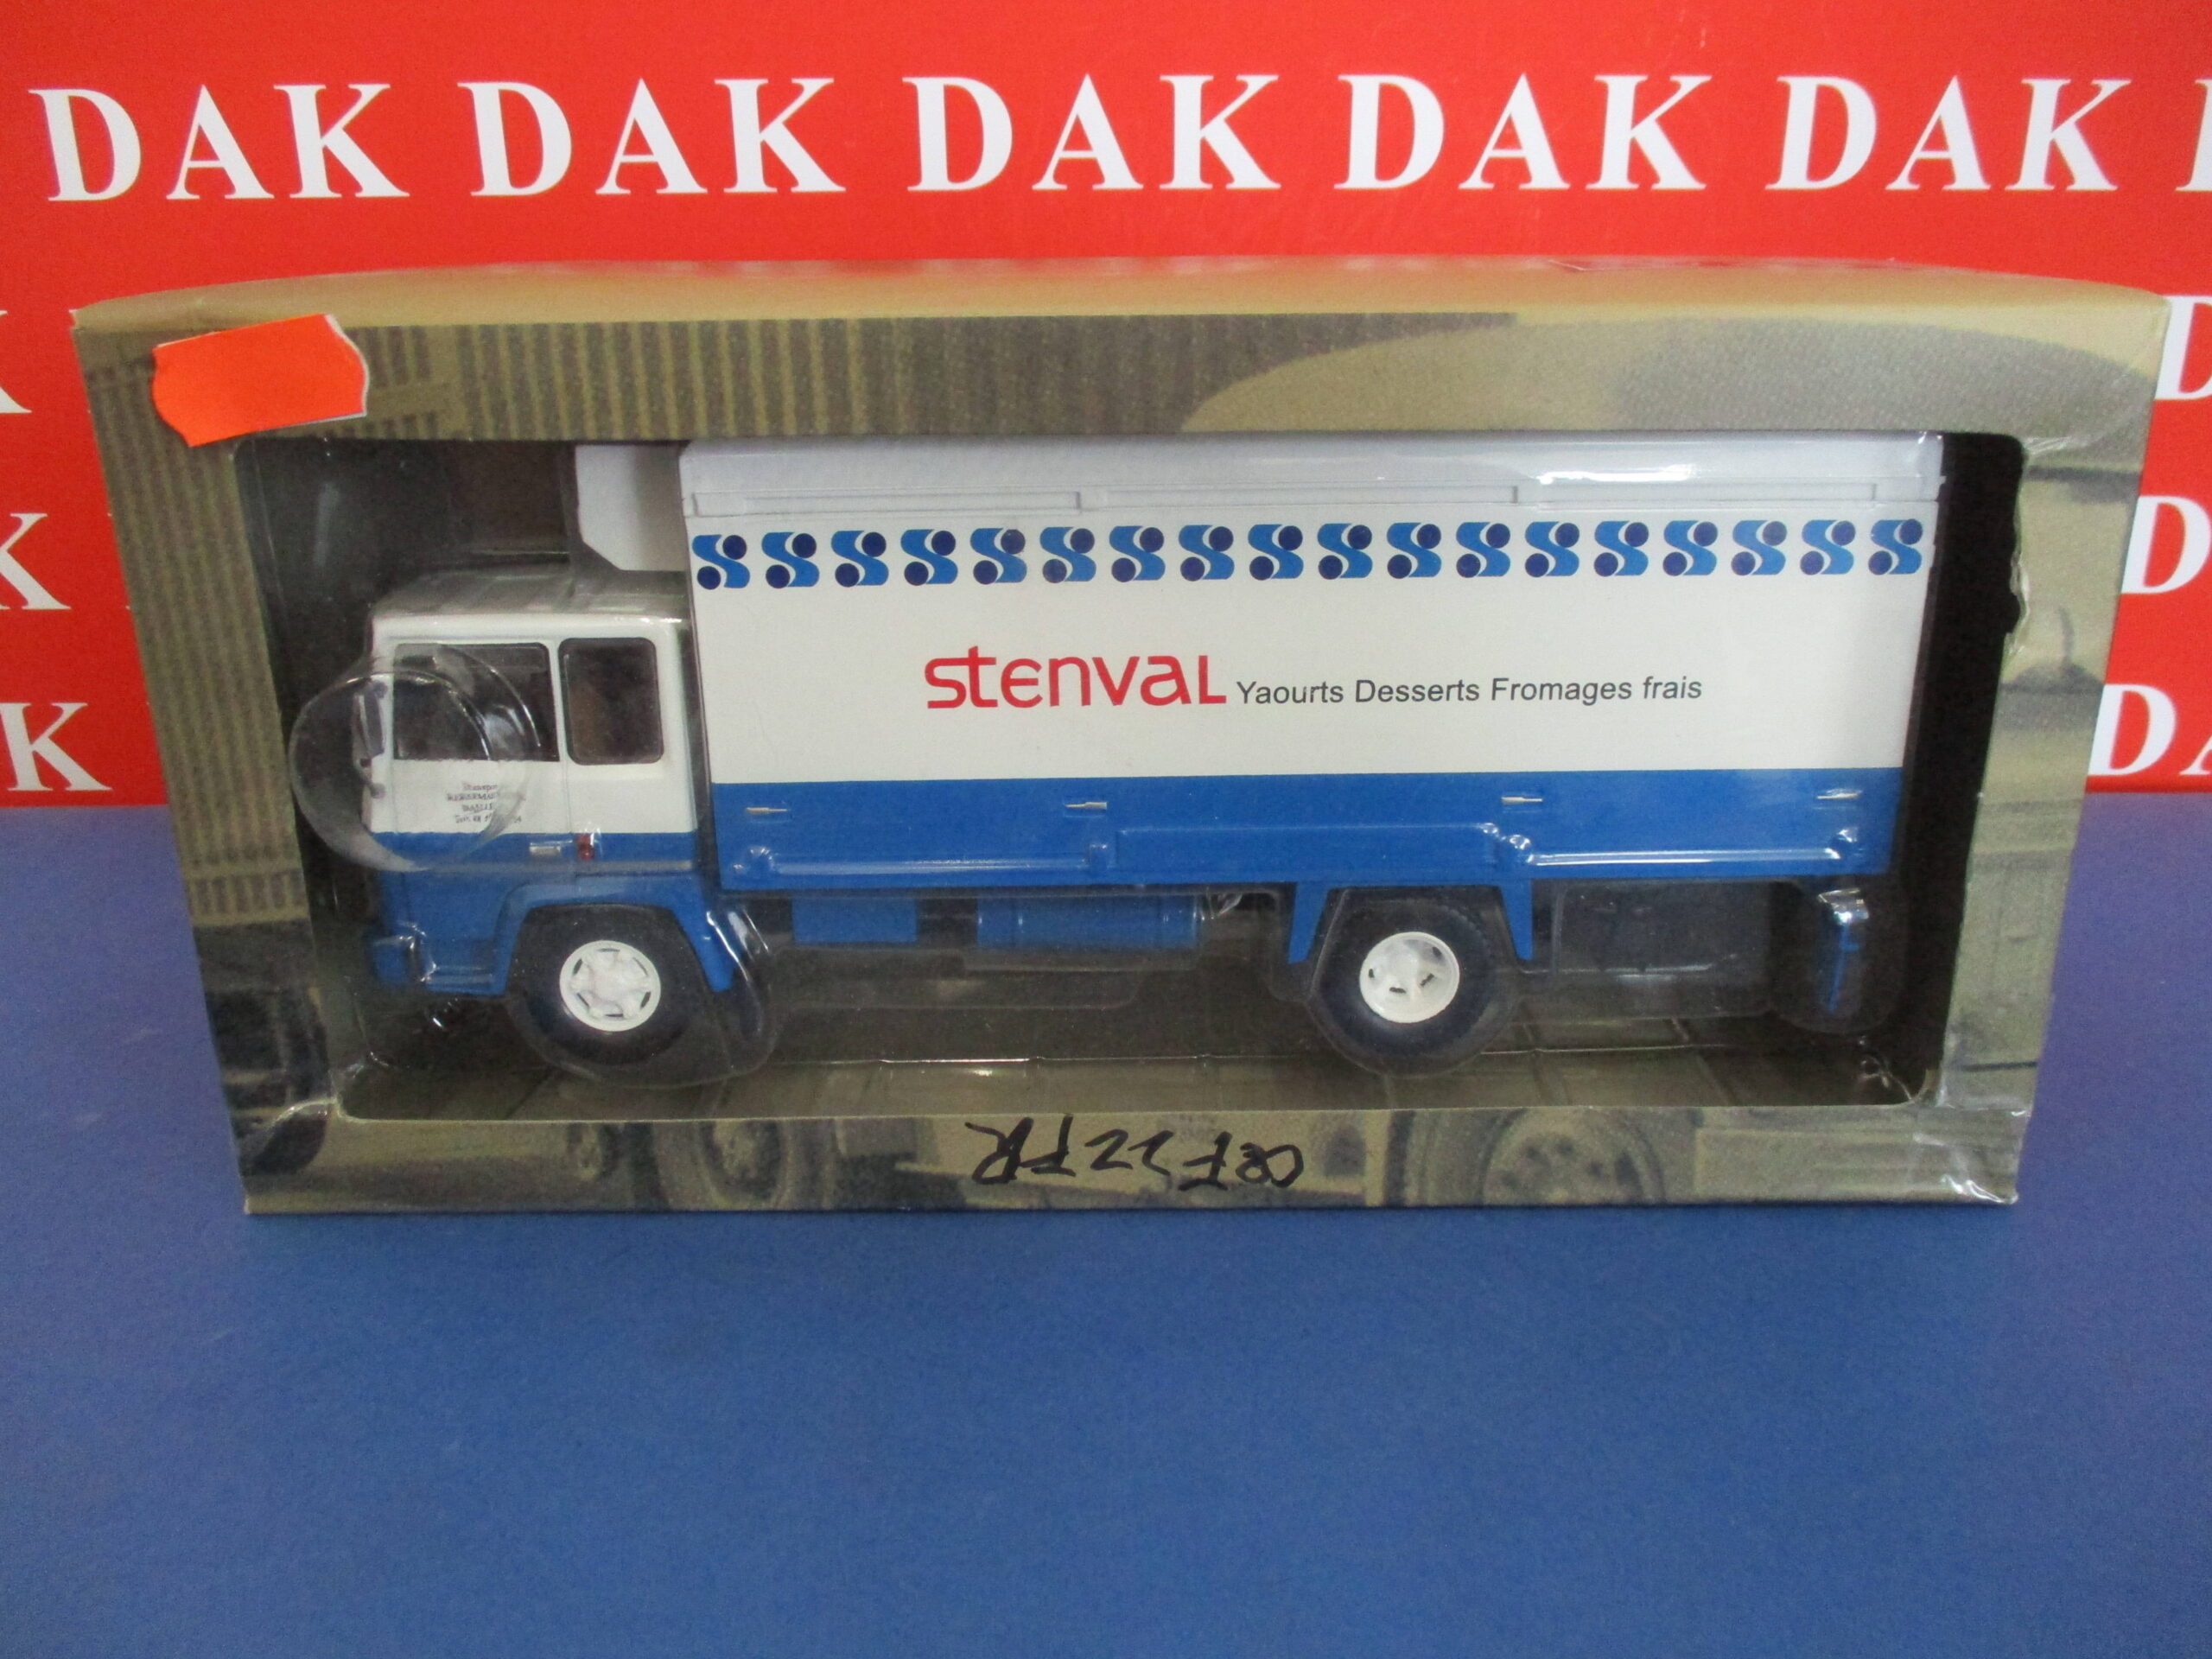 DAK DAK DAK DAK DAK
stenval Yaourts Desserts Fromages frais